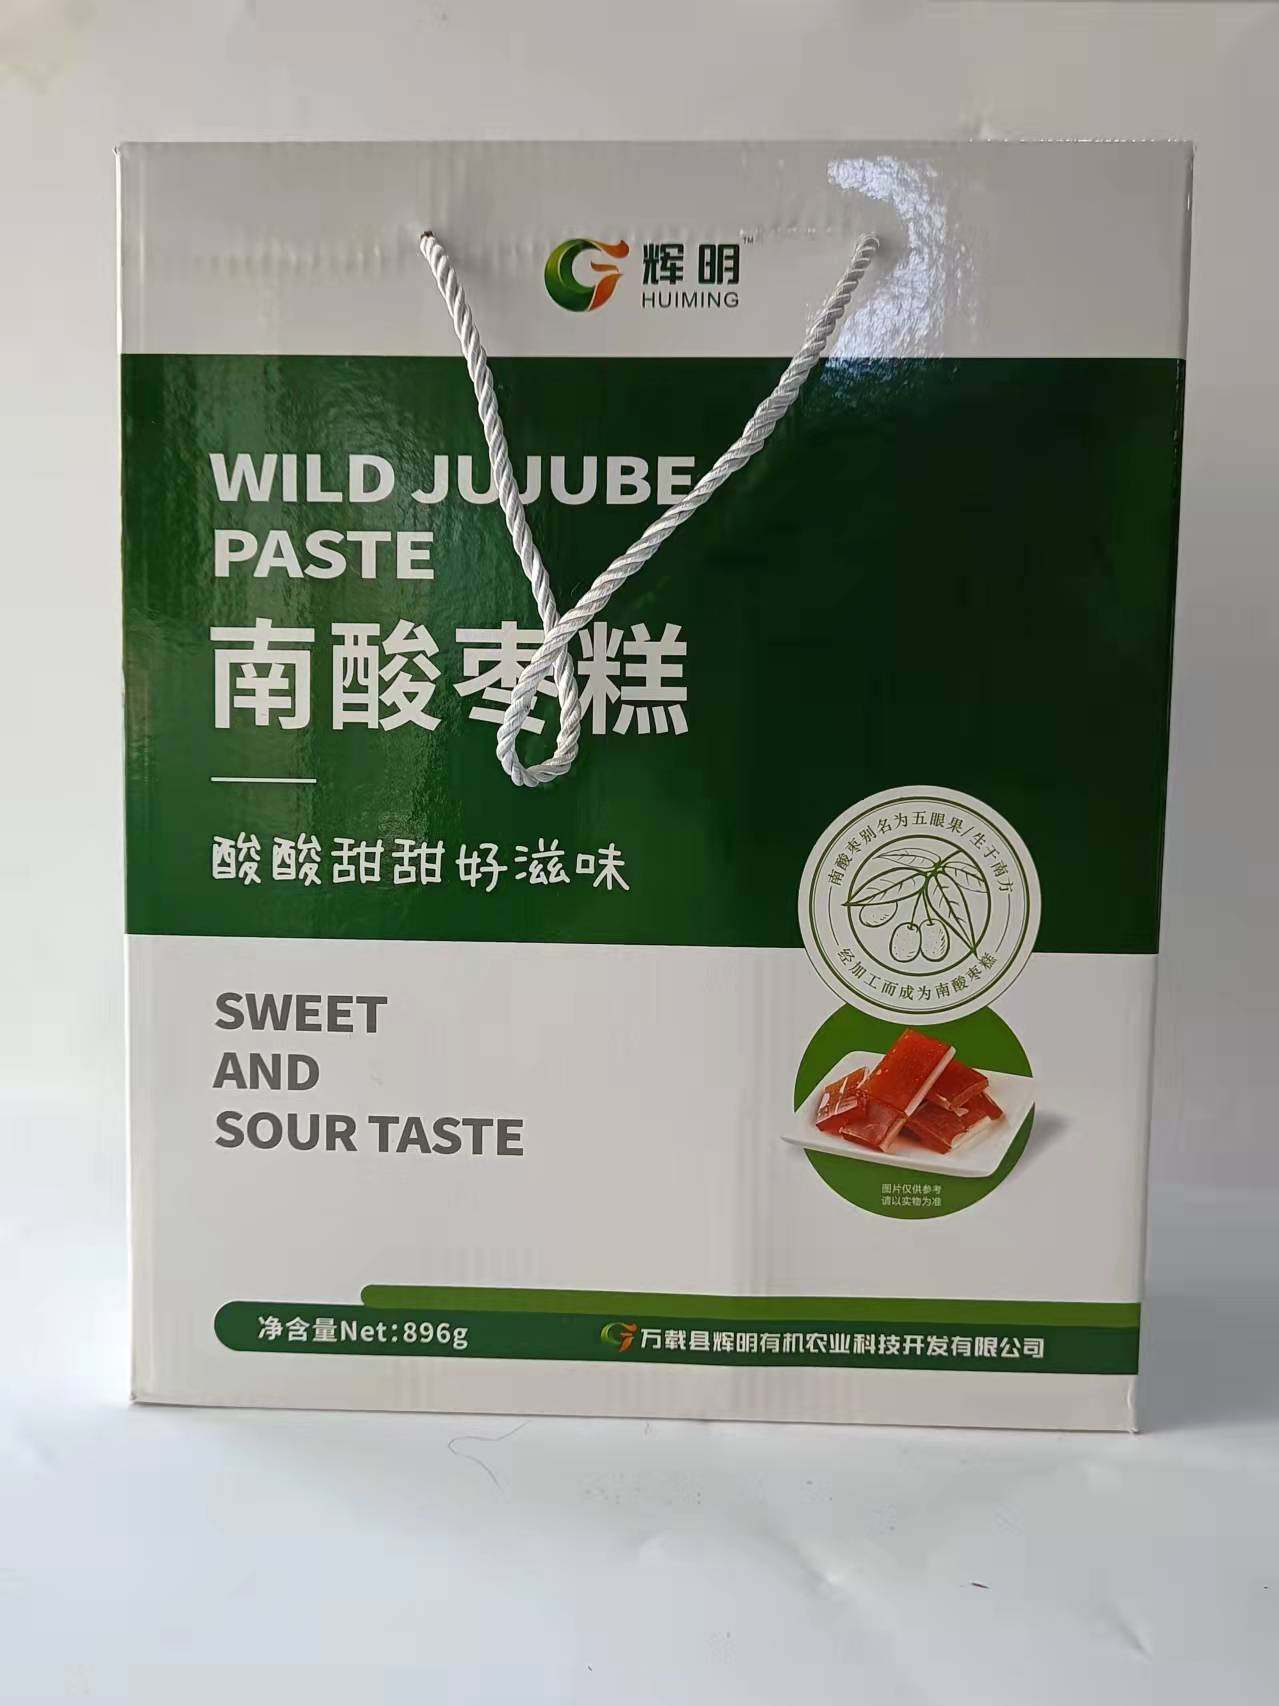 辉明™
HUIMING
WILD JUJUBE
PASTE
南酸枣糕
酸酸甜甜好滋味
南酸枣别名为五眼果/生于南方
经加工而成为南酸枣糕
SWEET
AND
SOUR TASTE
图片仅供参考
请以实物为准
净含量Net:896g
万载县辉明有机农业科技开发有限公司